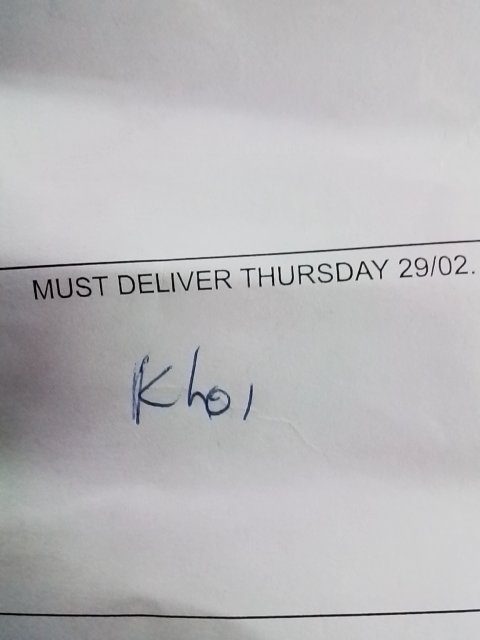 MUST DELIVER THURSDAY 29/02.
Khoi